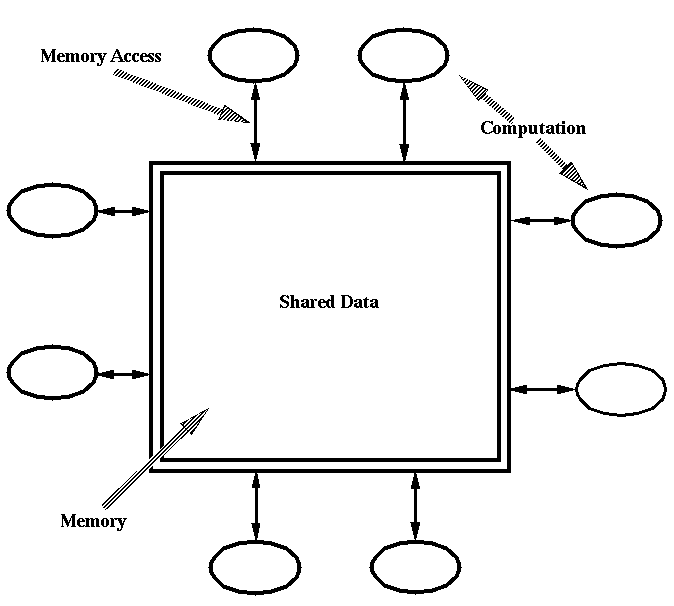 Memory Access
Computation
Shared Data
Memory